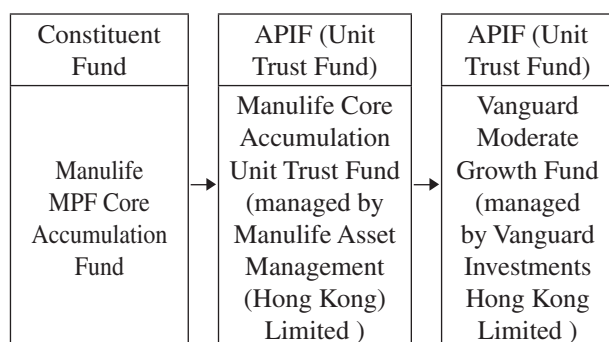 Constituent
Fund
Manulife
MPF Core
Accumulation
Fund
APIF (Unit
Trust Fund)
Manulife Core
Accumulation
Unit Trust Fund
(managed by
Manulife Asset
Management
(Hong Kong)
Limited )
APIF (Unit
Trust Fund)
Vanguard
Moderate
Growth Fund
(managed
by Vanguard
Investments
Hong Kong
Limited )